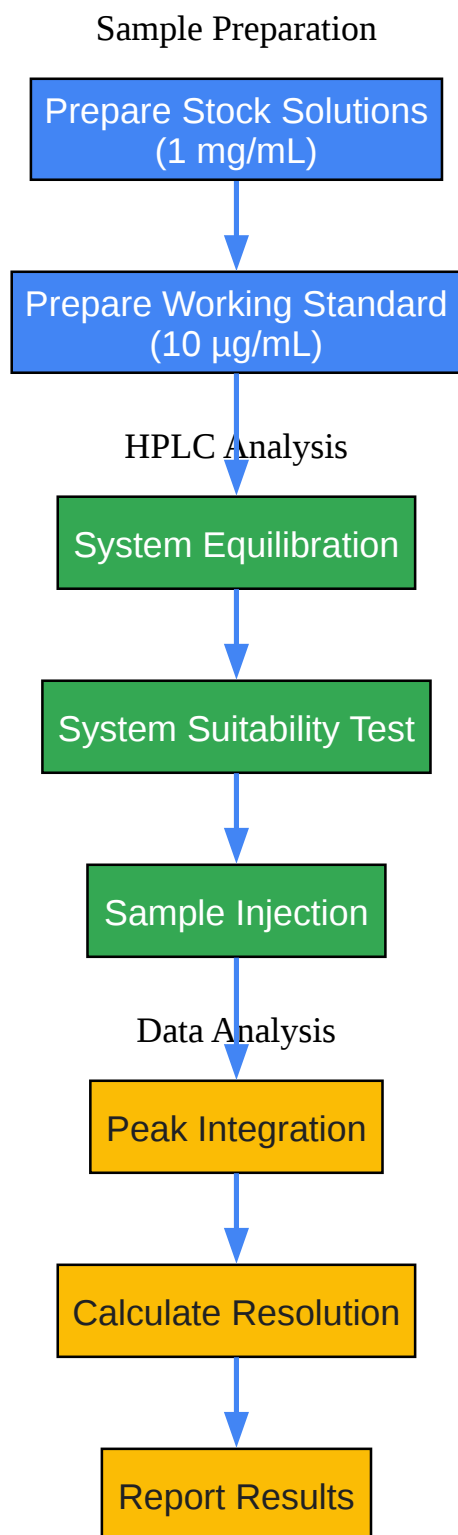 Sample Preparation
Prepare Stock Solutions
(1 mg/mL)
Prepare Working Standard
(10 µg/mL)
HPLC Analysis
System Equilibration
System Suitability Test
Sample Injection
Data Analysis
Peak Integration
Calculate Resolution
Report Results